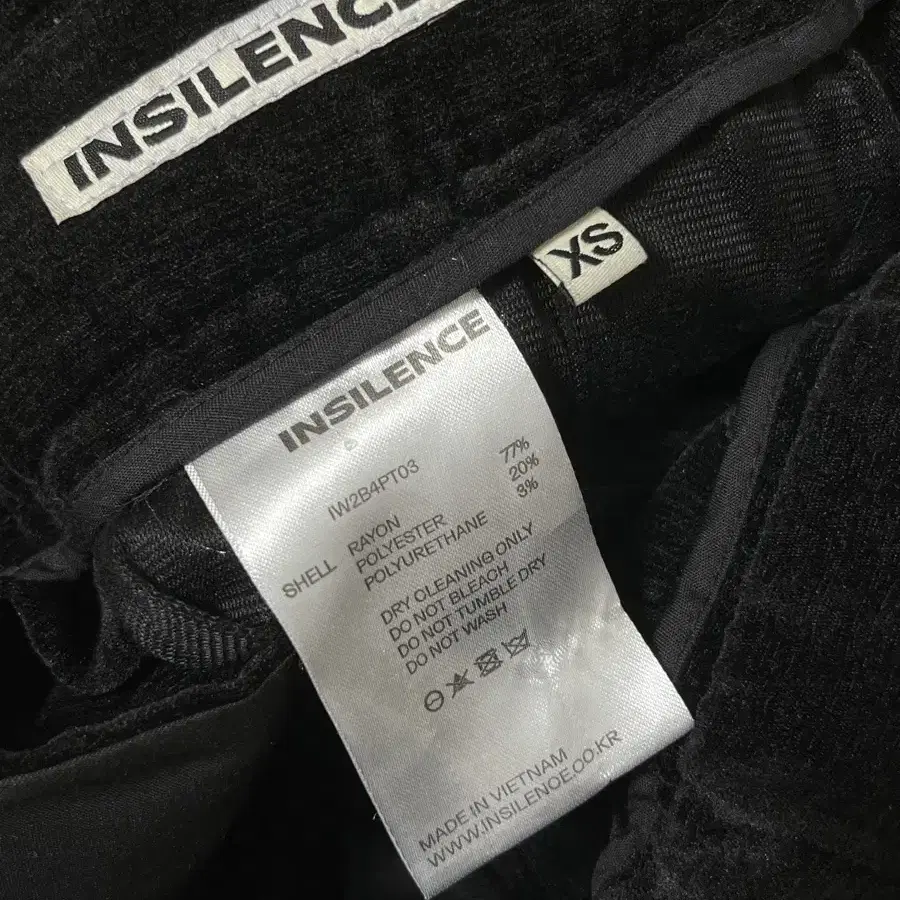 INSILENCE
XS
INSILENCE
IW2B4PT03
SHELL RAYON 77%
POLYESTER 20%
POLYURETHANE 3%
DRY CLEANING ONLY
DO NOT BLEACH
DO NOT TUMBLE DRY
DO NOT WASH
MADE IN VIETNAM
WWW.INSILENCE.CO.KR